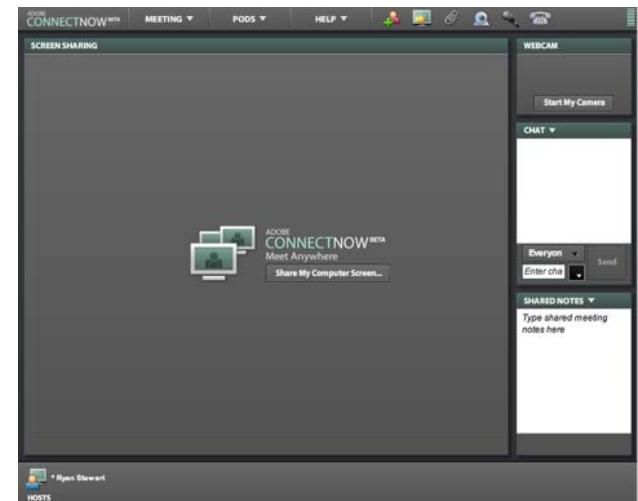 ADOBE
CONNECTNOW BETA
MEETING
PODS
HELP
SCREEN SHARING
WEBCAM
Start My Camera
CHAT
ADOBE
CONNECTNOW BETA
Meet Anywhere
Share My Computer Screen...
Everyon
Send
Enter cha
SHARED NOTES
Type shared meeting
notes here
* Ryan Stewart
HOSTS